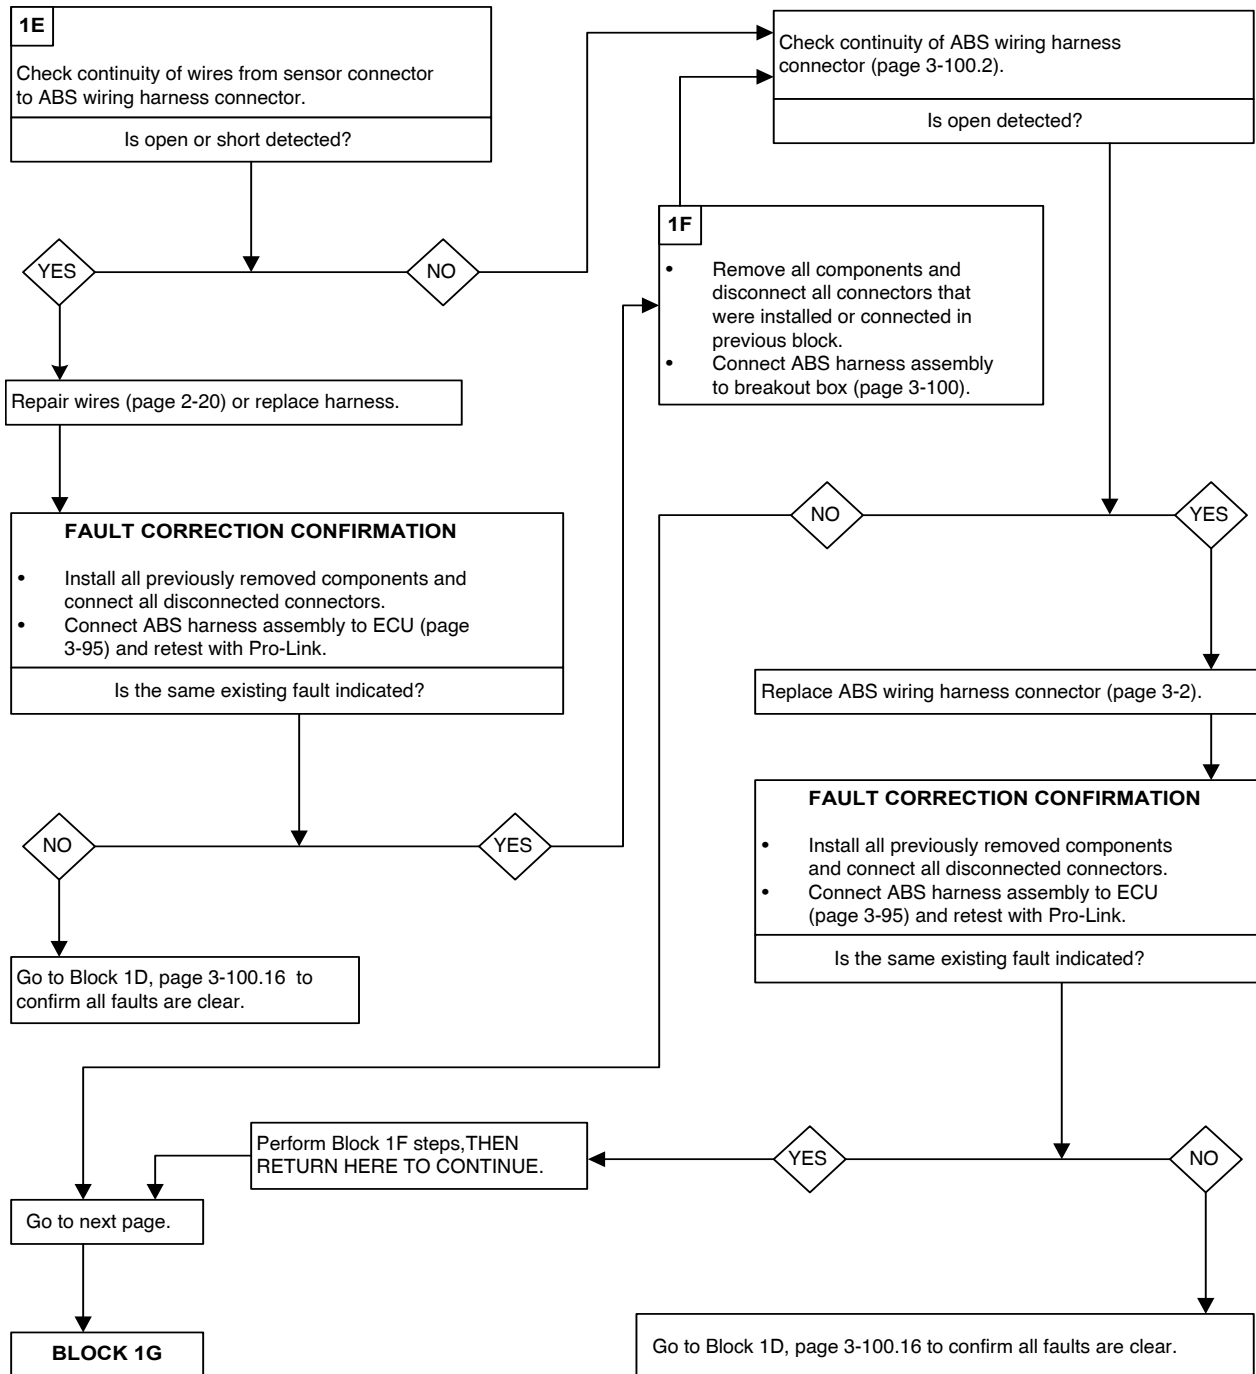 1E
Check continuity of wires from sensor connector
to ABS wiring harness connector.
Is open or short detected?
Check continuity of ABS wiring harness
connector (page 3-100.2).
Is open detected?
1F
• Remove all components and
disconnect all connectors that
were installed or connected in
previous block.
• Connect ABS harness assembly
to breakout box (page 3-100).
YES
NO
Repair wires (page 2-20) or replace harness.
FAULT CORRECTION CONFIRMATION
• Install all previously removed components and
connect all disconnected connectors.
• Connect ABS harness assembly to ECU (page
3-95) and retest with Pro-Link.
Is the same existing fault indicated?
NO
YES
Replace ABS wiring harness connector (page 3-2).
FAULT CORRECTION CONFIRMATION
• Install all previously removed components
and connect all disconnected connectors.
• Connect ABS harness assembly to ECU
(page 3-95) and retest with Pro-Link.
Is the same existing fault indicated?
NO
YES
Go to Block 1D, page 3-100.16 to
confirm all faults are clear.
Perform Block 1F steps,THEN
RETURN HERE TO CONTINUE.
YES
NO
Go to next page.
BLOCK 1G
Go to Block 1D, page 3-100.16 to confirm all faults are clear.